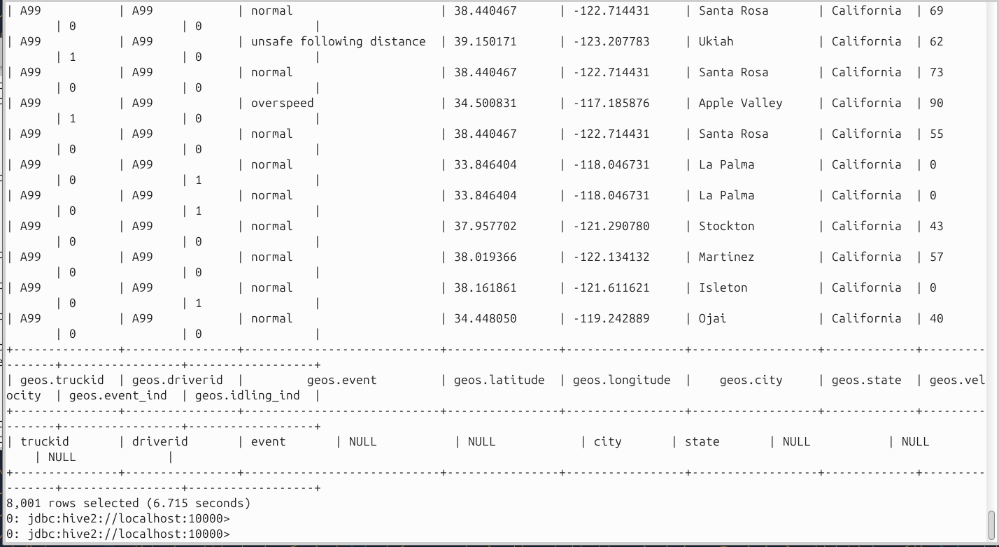 | A99 | A99 | normal | 38.440467 | -122.714431 | Santa Rosa | California | 69
| 0 | 0 |
| A99 | A99 | unsafe following distance | 39.150171 | -123.207783 | Ukiah | California | 62
| 1 | 0 |
| A99 | A99 | normal | 38.440467 | -122.714431 | Santa Rosa | California | 73
| 0 | 0 |
| A99 | A99 | overspeed | 34.500831 | -117.185876 | Apple Valley | California | 90
| 1 | 0 |
| A99 | A99 | normal | 38.440467 | -122.714431 | Santa Rosa | California | 55
| 0 | 0 |
| A99 | A99 | normal | 33.846404 | -118.046731 | La Palma | California | 0
| 0 | 1 |
| A99 | A99 | normal | 33.846404 | -118.046731 | La Palma | California | 0
| 0 | 1 |
| A99 | A99 | normal | 37.957702 | -121.290780 | Stockton | California | 43
| 0 | 0 |
| A99 | A99 | normal | 38.019366 | -122.134132 | Martinez | California | 57
| 0 | 0 |
| A99 | A99 | normal | 38.161861 | -121.611621 | Isleton | California | 0
| 0 | 1 |
| A99 | A99 | normal | 34.448050 | -119.242889 | Ojai | California | 40
| 0 | 0 |
+---------------+----------------+----------------------------+----------------+-----------------+------------------+-------------+---------
-------+-----------------+------------------+
| geos.truckid | geos.driverid | geos.event | geos.latitude | geos.longitude | geos.city | geos.state | geos.vel
ocity | geos.event_ind | geos.idling_ind |
+---------------+----------------+----------------------------+----------------+-----------------+------------------+-------------+---------
-------+-----------------+------------------+
| truckid | driverid | event | NULL | NULL | city | state | NULL | NULL
| NULL |
+---------------+----------------+----------------------------+----------------+-----------------+------------------+-------------+---------
-------+-----------------+------------------+
8,001 rows selected (6.715 seconds)
0: jdbc:hive2://localhost:10000>
0: jdbc:hive2://localhost:10000>